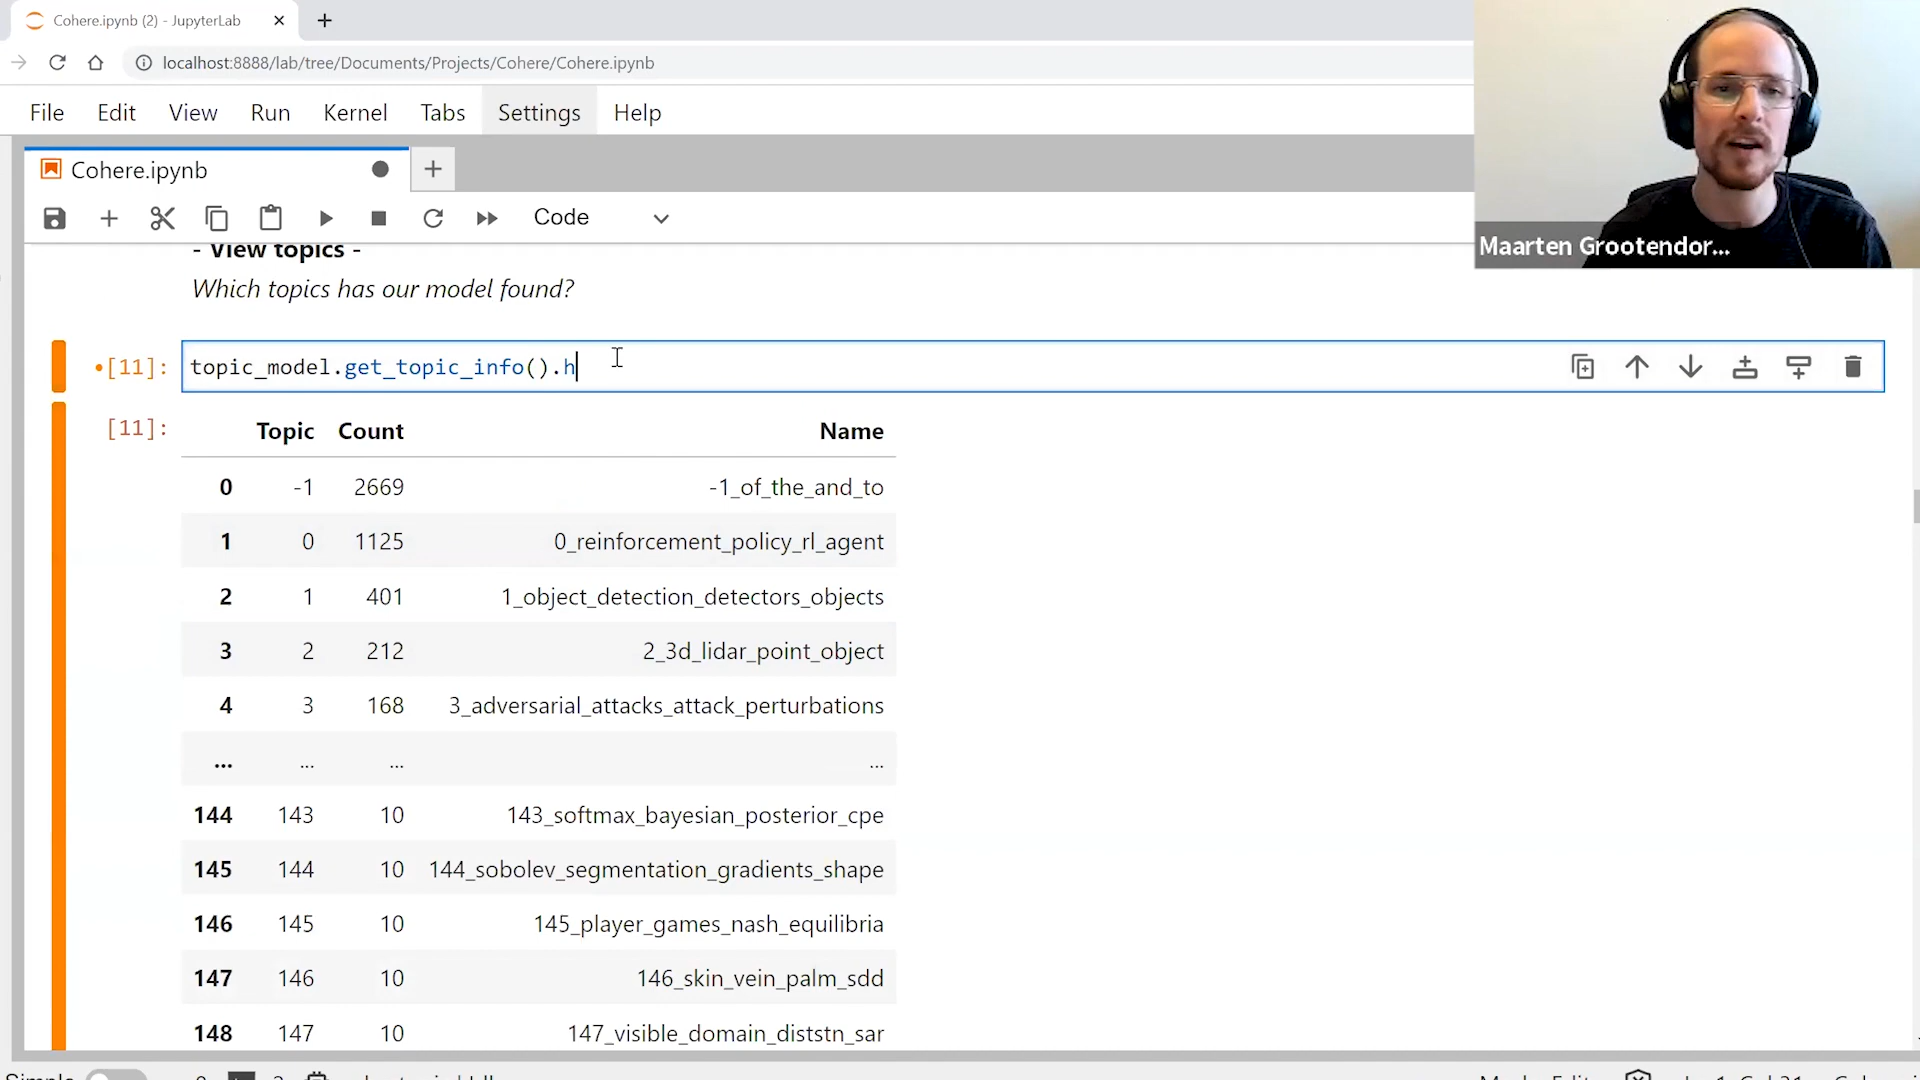 Cohere.ipynb (2) - JupyterLab
localhost:8888/lab/tree/Documents/Projects/Cohere/Cohere.ipynb
File Edit View Run Kernel Tabs Settings Help
Cohere.ipynb
Code
Maarten Grootendor...
- View topics -
Which topics has our model found?
[11]: topic_model.get_topic_info().h
[11]: Topic Count Name
0 -1 2669 -1_of_the_and_to
1 0 1125 0_reinforcement_policy_rl_agent
2 1 401 1_object_detection_detectors_objects
3 2 212 2_3d_lidar_point_object
4 3 168 3_adversarial_attacks_attack_perturbations
... ... ... ...
144 143 10 143_softmax_bayesian_posterior_cpe
145 144 10 144_sobolev_segmentation_gradients_shape
146 145 10 145_player_games_nash_equilibria
147 146 10 146_skin_vein_palm_sdd
148 147 10 147_visible_domain_diststn_sar
Simple